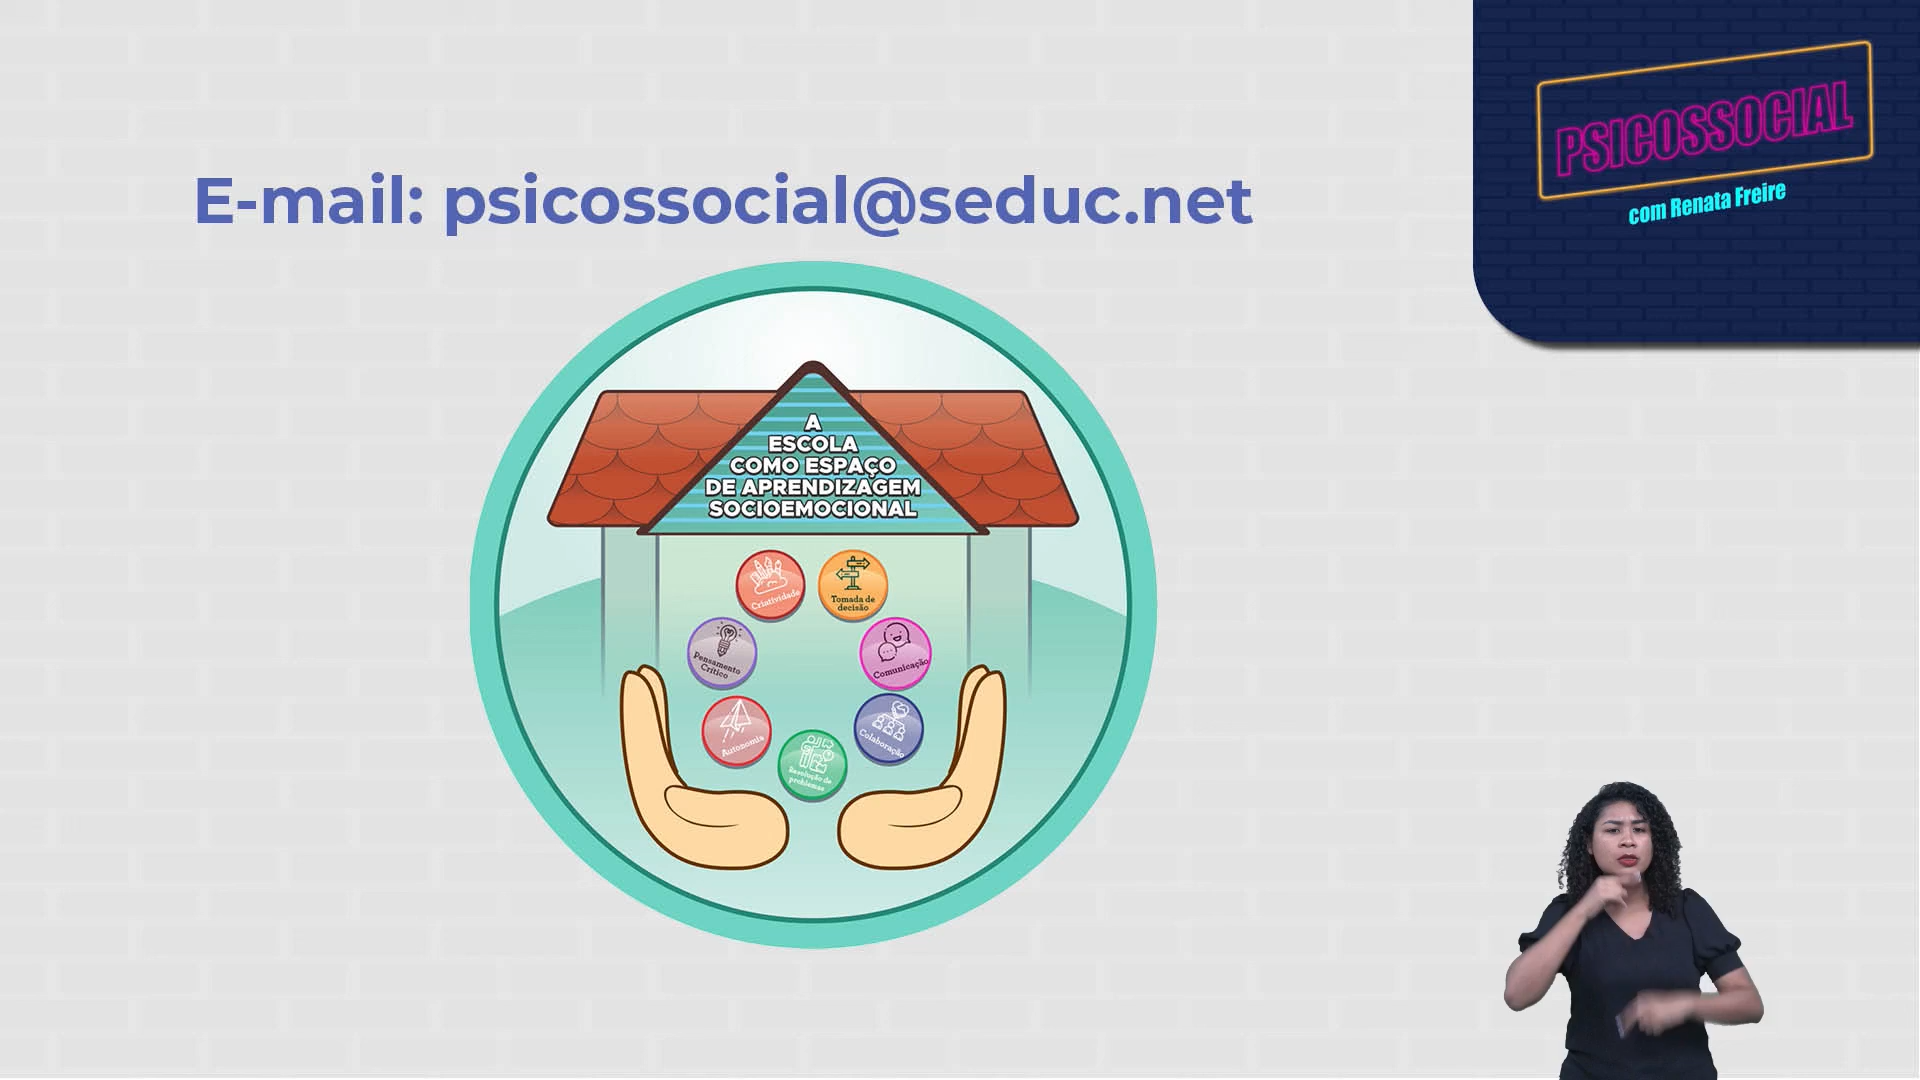 E-mail: psicossocial@seduc.net
PSICOSSOCIAL
com Renata Freire
A
ESCOLA
COMO ESPAÇO
DE APRENDIZAGEM
SOCIOEMOCIONAL
Criatividade
Tomada de
decisão
Pensamento
Crítico
Comunicação
Autonomia
Colaboração
Resolução de
problemas